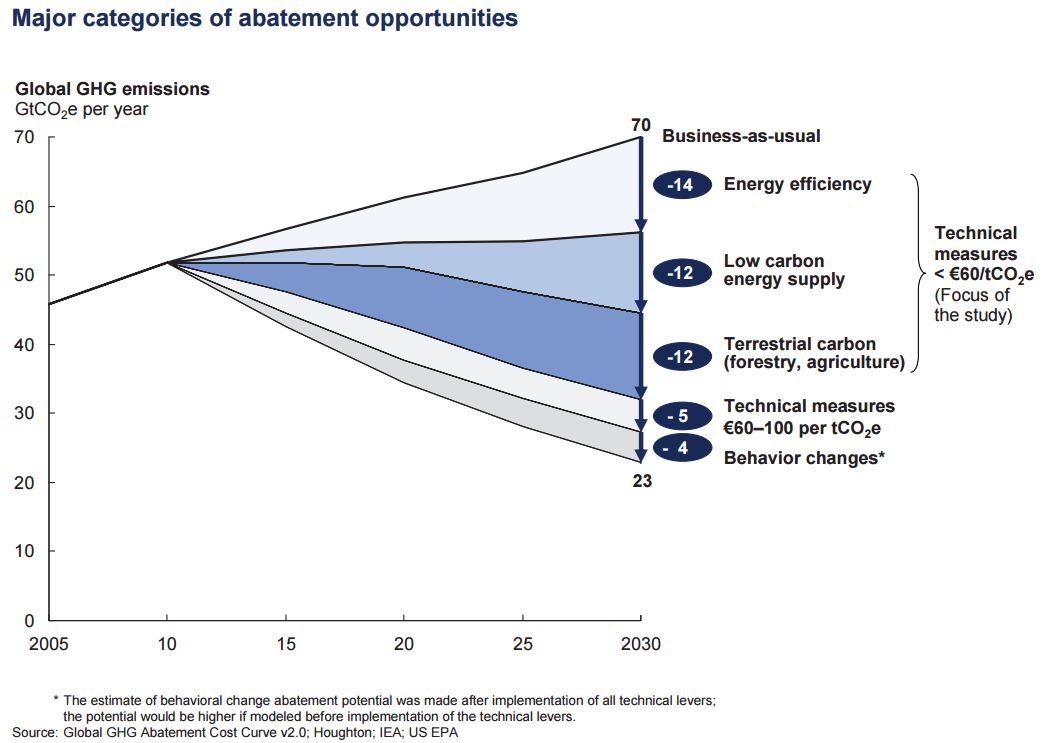 Major categories of abatement opportunities
Global GHG emissions
GtCO₂e per year
70
60
50
40
30
20
10
0
2005
10
15
20
25
2030
70
Business-as-usual
-14
Energy efficiency
-12
Low carbon
energy supply
-12
Terrestrial carbon
(forestry, agriculture)
- 5
Technical measures
€60–100 per tCO₂e
- 4
Behavior changes*
23
Technical
measures
< €60/tCO₂e
(Focus of
the study)
* The estimate of behavioral change abatement potential was made after implementation of all technical levers;
the potential would be higher if modeled before implementation of the technical levers.
Source: Global GHG Abatement Cost Curve v2.0; Houghton; IEA; US EPA